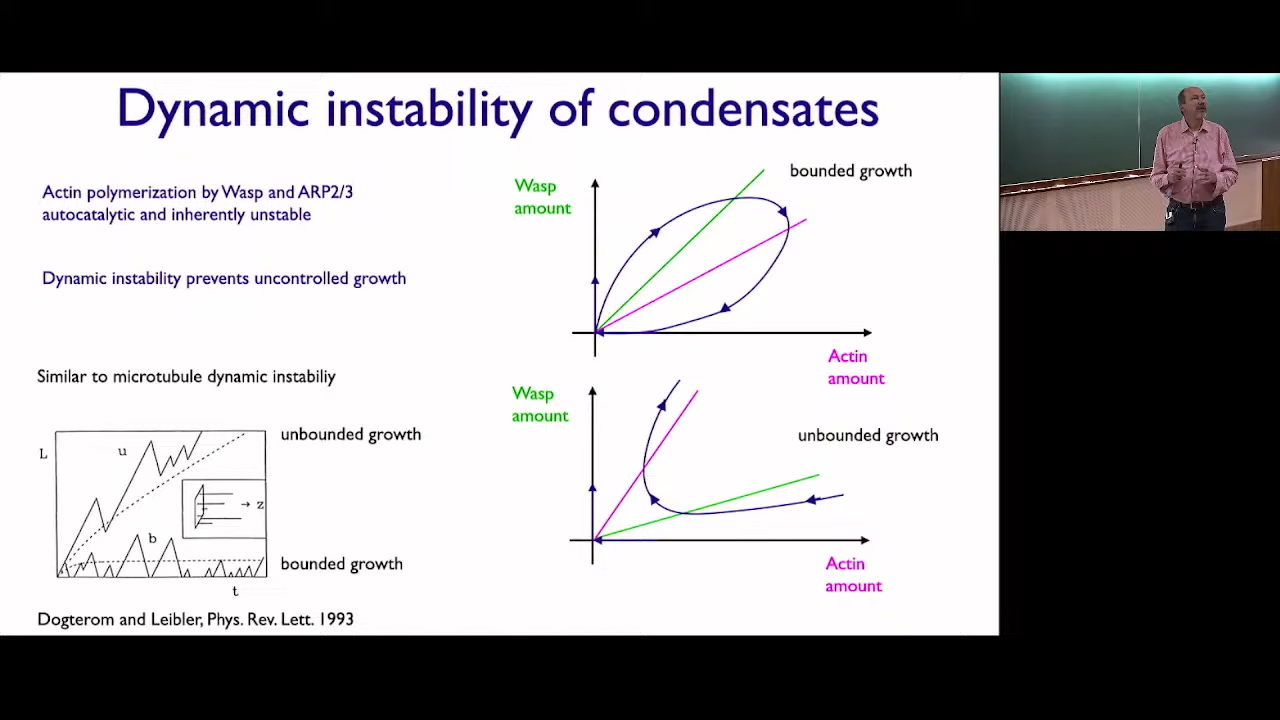 Dynamic instability of condensates
Actin polymerization by Wasp and ARP2/3
autocatalytic and inherently unstable
Dynamic instability prevents uncontrolled growth
Similar to microtubule dynamic instabiliy
L
u
unbounded growth
z
b
bounded growth
t
Dogterom and Leibler, Phys. Rev. Lett. 1993
Wasp
amount
bounded growth
Actin
amount
Wasp
amount
unbounded growth
Actin
amount